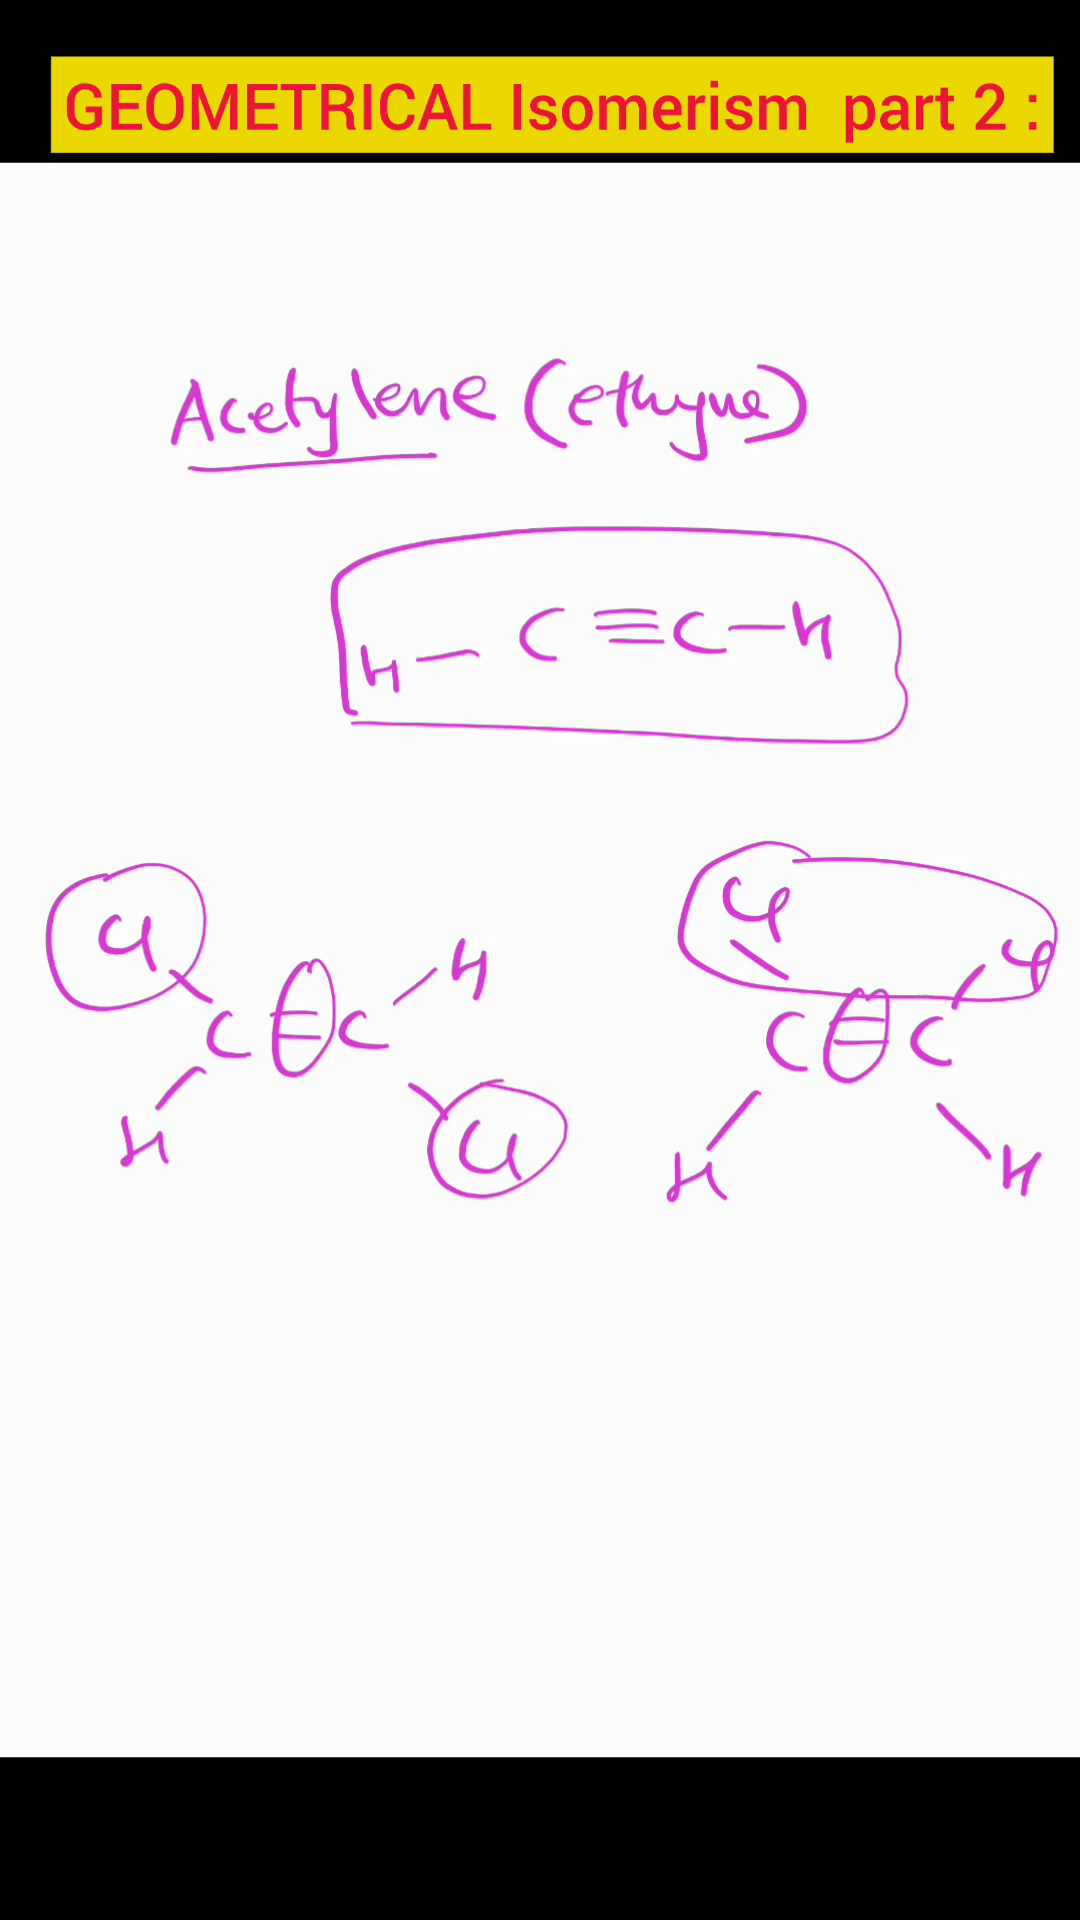 GEOMETRICAL Isomerism part 2 :
Acetylene (ethyne)
H - C ≡ C - H
Cl Cl
H Cl
C = C C = C
H Cl H H